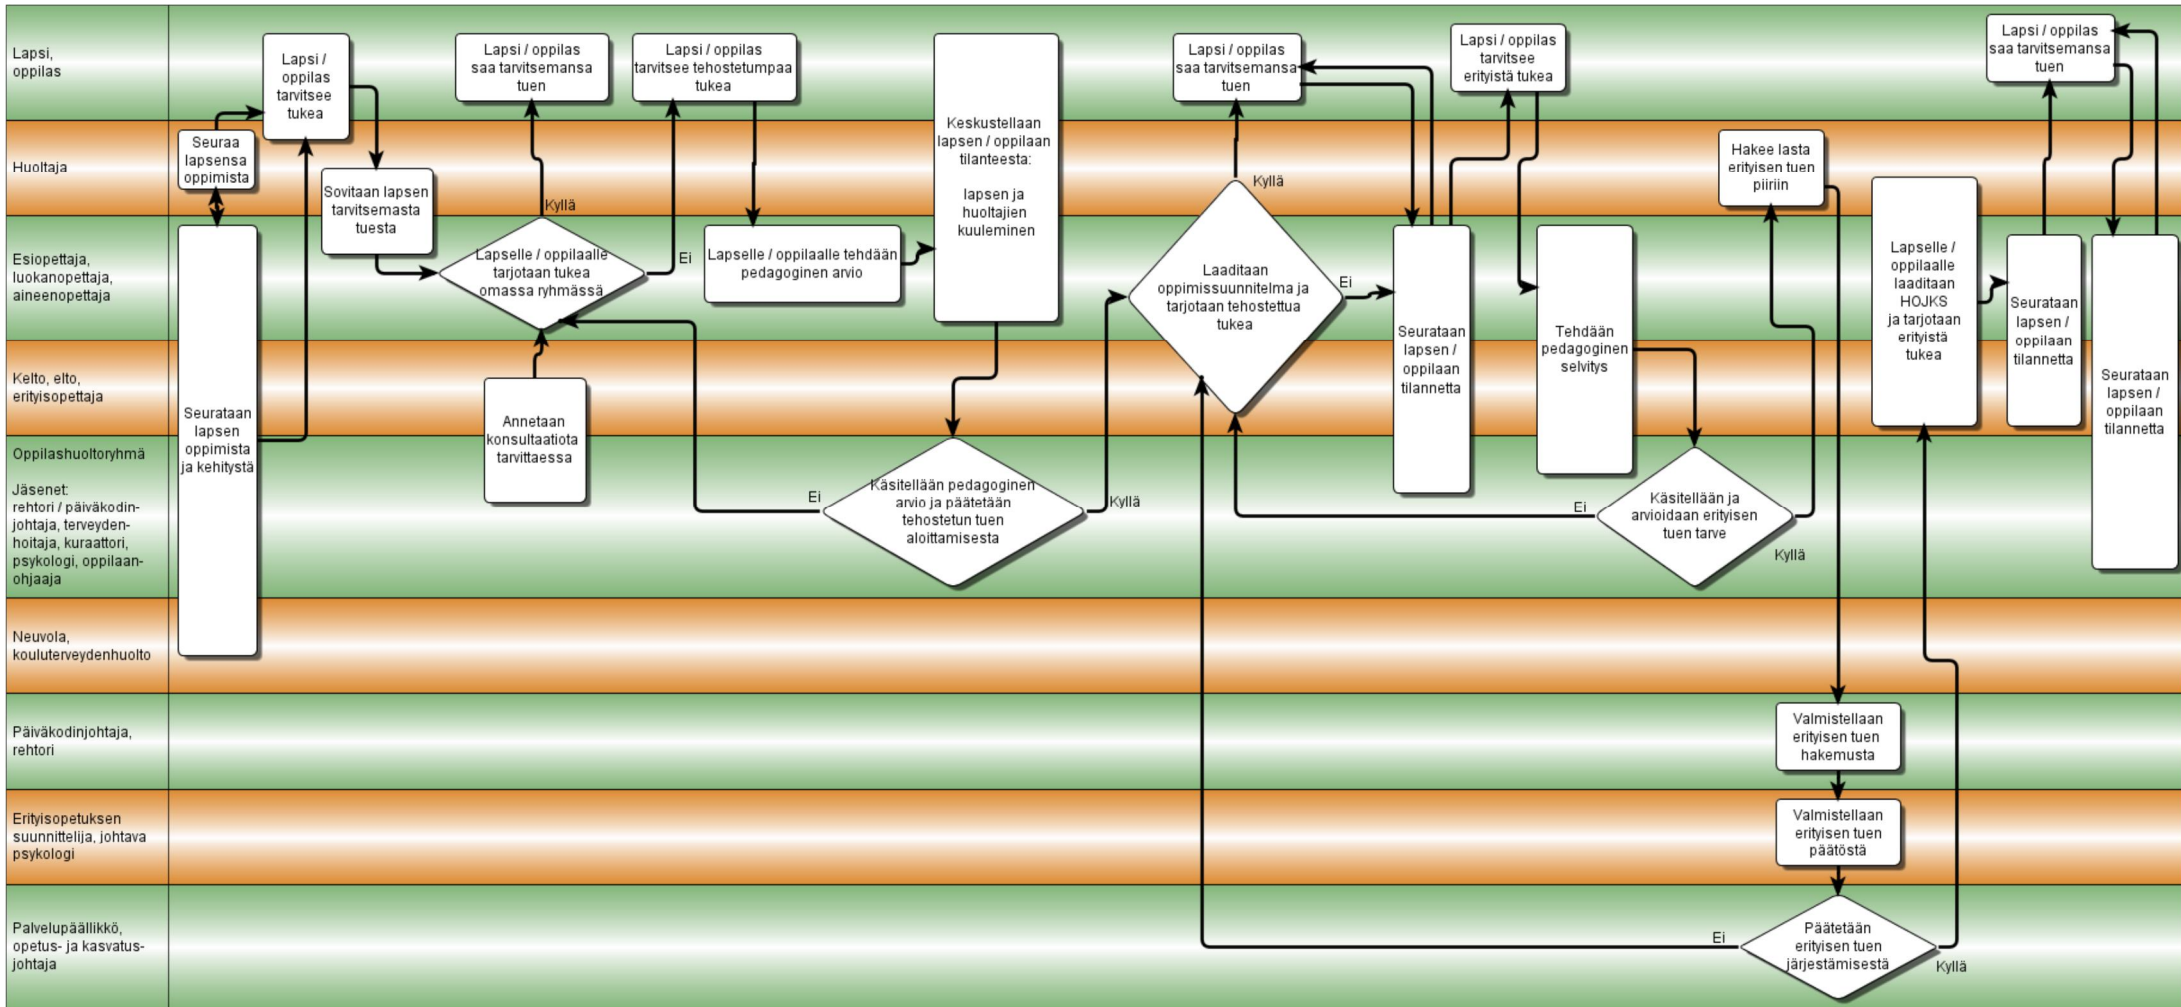 Lapsi,
oppilas
Huoltaja
Esiopettaja,
luokanopettaja,
aineenopettaja
Kelto, elto,
erityisopettaja
Oppilashuoltoryhmä
Jäsenet:
rehtori / päiväkodin-
johtaja, terveyden-
hoitaja, kuraattori,
psykologi, oppilaan-
ohjaaja
Neuvola,
kouluterveydenhuolto
Päiväkodinjohtaja,
rehtori
Erityisopetuksen
suunnittelija, johtava
psykologi
Palvelupäällikkö,
opetus- ja kasvatus-
johtaja
Seuraa
lapsensa
oppimista
Seurataan
lapsen
oppimista
ja kehitystä
Lapsi /
oppilas
tarvitsee
tukea
Sovitaan lapsen
tarvitsemasta
tuesta
Lapselle / oppilaalle
tarjotaan tukea
omassa ryhmässä
Kyllä
Ei
Lapsi / oppilas
saa tarvitsemansa
tuen
Annetaan
konsultaatiota
tarvittaessa
Lapsi / oppilas
tarvitsee tehostetumpaa
tukea
Lapselle / oppilaalle tehdään
pedagoginen arvio
Keskustellaan
lapsen / oppilaan
tilanteesta:
lapsen ja
huoltajien
kuuleminen
Käsitellään pedagoginen
arvio ja päätetään
tehostetun tuen
aloittamisesta
Ei
Kyllä
Laaditaan
oppimissuunnitelma ja
tarjotaan tehostettua
tukea
Kyllä
Ei
Lapsi / oppilas
saa tarvitsemansa
tuen
Seurataan
lapsen /
oppilaan
tilannetta
Lapsi / oppilas
tarvitsee
erityistä tukea
Tehdään
pedagoginen
selvitys
Käsitellään ja
arvioidaan erityisen
tuen tarve
Ei
Kyllä
Hakee lasta
erityisen tuen
piiriin
Valmistellaan
erityisen tuen
hakemusta
Valmistellaan
erityisen tuen
päätöstä
Päätetään
erityisen tuen
järjestämisestä
Ei
Kyllä
Lapselle /
oppilaalle
laaditaan
HOJKS
ja tarjotaan
erityistä
tukea
Seurataan
lapsen /
oppilaan
tilannetta
Lapsi / oppilas
saa tarvitsemansa
tuen
Seurataan
lapsen /
oppilaan
tilannetta